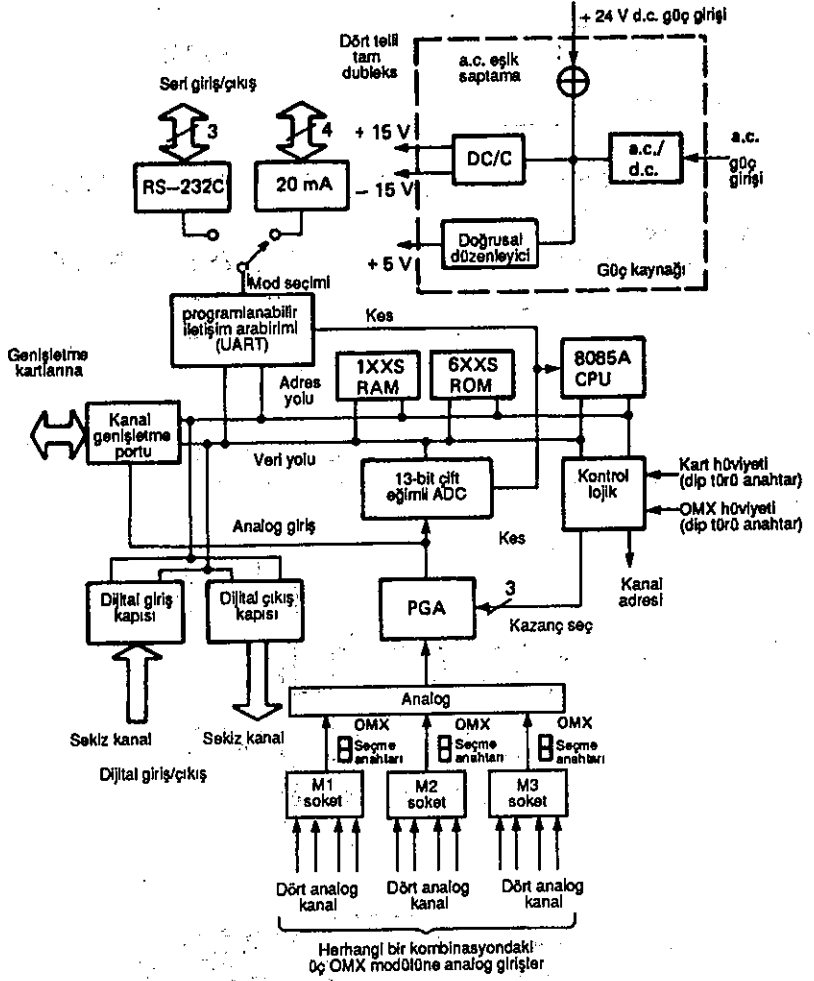 + 24 V d.c. güç girişi
Dört telli
tam
dubleks
a.c. eşik
saptama
Seri giriş/çıkış
3
4
+ 15 V
DC/C
a.c./
d.c.
a.c.
güç
girişi
RS-232C
20 mA
- 15 V
+ 5 V
Doğrusal
düzenleyici
Güç kaynağı
Mod seçimi
programlanabilir
iletişim arabirimi
(UART)
Kes
Genişletme
kartlarına
1XXS
RAM
6XXS
ROM
8085A
CPU
Adres
yolu
Kanal
genişletme
portu
Veri yolu
13-bit çift
eğimli ADC
Kontrol
lojik
Kart hüviyeti
(dip türü anahtar)
OMX hüviyeti
(dip türü anahtar)
Analog giriş
Kes
Kanal
adresi
Dijital giriş
kapısı
Dijital çıkış
kapısı
PGA
3
Kazanç seç
Analog
Sekiz kanal
Sekiz kanal
Dijital giriş/çıkış
OMX
Seçme
anahtarı
OMX
Seçme
anahtarı
OMX
Seçme
anahtarı
M1
soket
M2
soket
M3
soket
Dört analog
kanal
Dört analog
kanal
Dört analog
kanal
Herhangi bir kombinasyondaki
üç OMX modülüne analog girişler